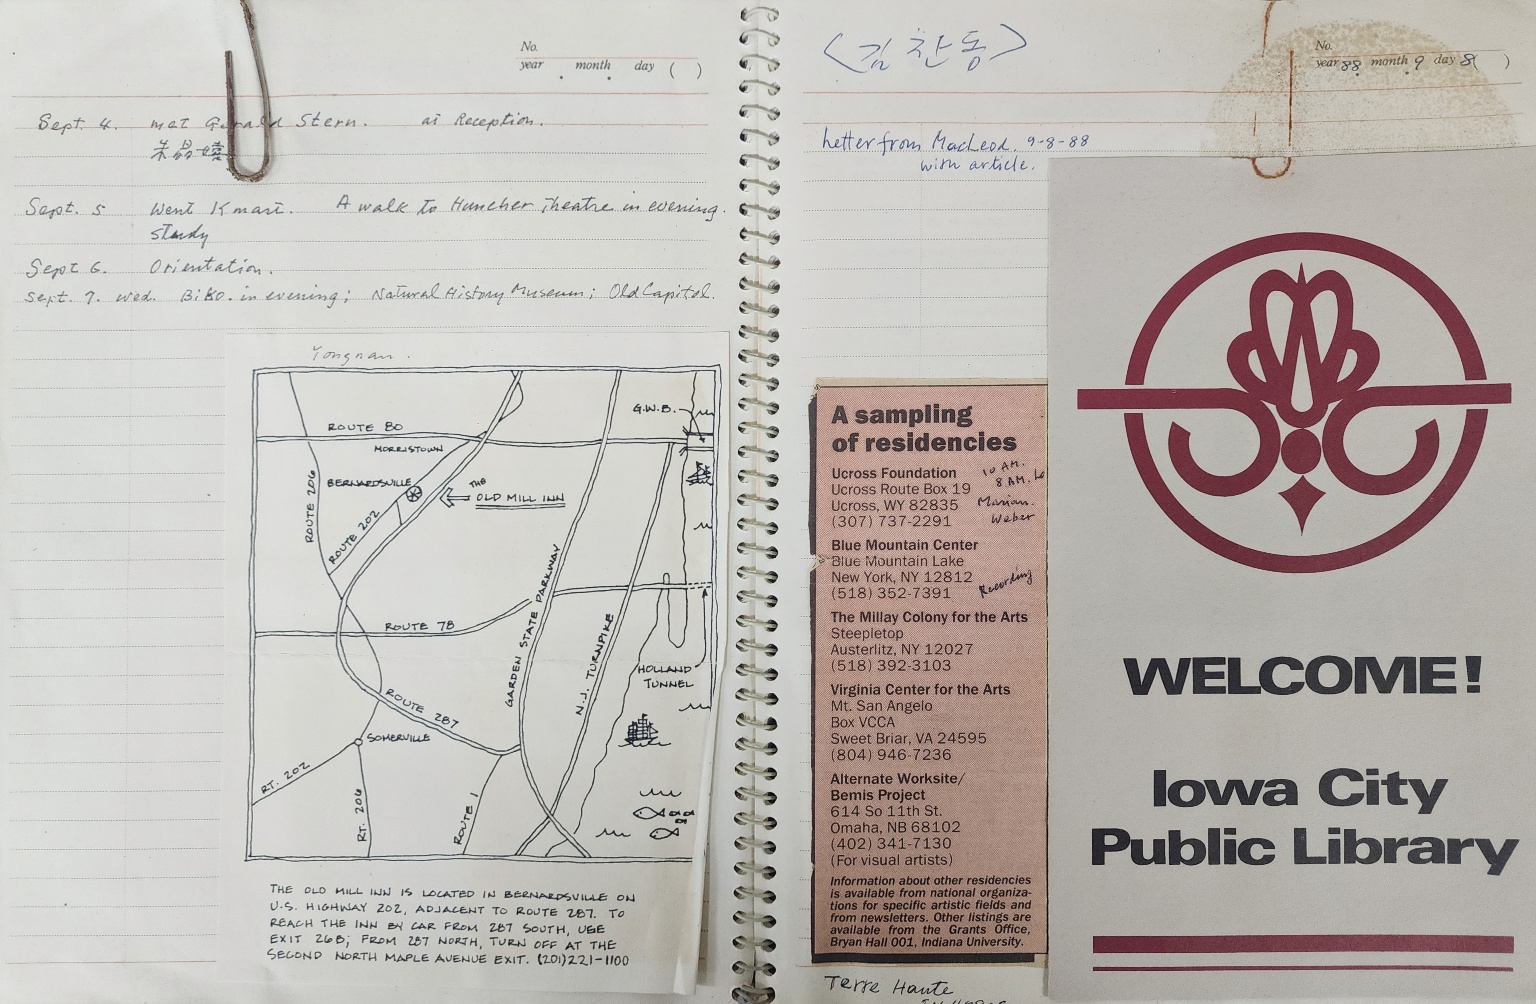 No.
year . month . day ( )
Sept. 4. met Gerald Stern. at Reception.
Sept. 5 Went Kmart. A walk to Hancher Theatre in evening.
study
Sept 6. Orientation.
Sept. 7. wed. Biko. in evening; Natural History Museum; Old Capitol.
Yongnan.
G.W.B.
ROUTE 80
MORRISTOWN
BERNARDSVILLE
THE
OLD MILL INN
ROUTE 206
ROUTE 202
GARDEN STATE PARKWAY
N.J. TURNPIKE
ROUTE 78
HOLLAND
TUNNEL
ROUTE 287
SOMERVILLE
RT. 202
RT. 206
ROUTE 1
THE OLD MILL INN IS LOCATED IN BERNARDSVILLE ON
U.S. HIGHWAY 202, ADJACENT TO ROUTE 287. TO
REACH THE INN BY CAR FROM 287 SOUTH, USE
EXIT 26B; FROM 287 NORTH, TURN OFF AT THE
SECOND NORTH MAPLE AVENUE EXIT. (201)221-1100
<김찬동>
No.
year 88. month 9 day 8 ( )
Letter from MacLeod. 9-8-88
with article.
A sampling
of residencies
Ucross Foundation
Ucross Route Box 19
Ucross, WY 82835
(307) 737-2291
10 AM.
8 AM. to
Marian
Weber
Blue Mountain Center
Blue Mountain Lake
New York, NY 12812
(518) 352-7391
Recording
The Millay Colony for the Arts
Steepletop
Austerlitz, NY 12027
(518) 392-3103
Virginia Center for the Arts
Mt. San Angelo
Box VCCA
Sweet Briar, VA 24595
(804) 946-7236
Alternate Worksite/
Bemis Project
614 So 11th St.
Omaha, NB 68102
(402) 341-7130
(For visual artists)
Information about other residencies
is available from national organiza-
tions for specific artistic fields and
from newsletters. Other listings are
available from the Grants Office,
Bryan Hall 001, Indiana University.
Terre Haute
WELCOME!
Iowa City
Public Library